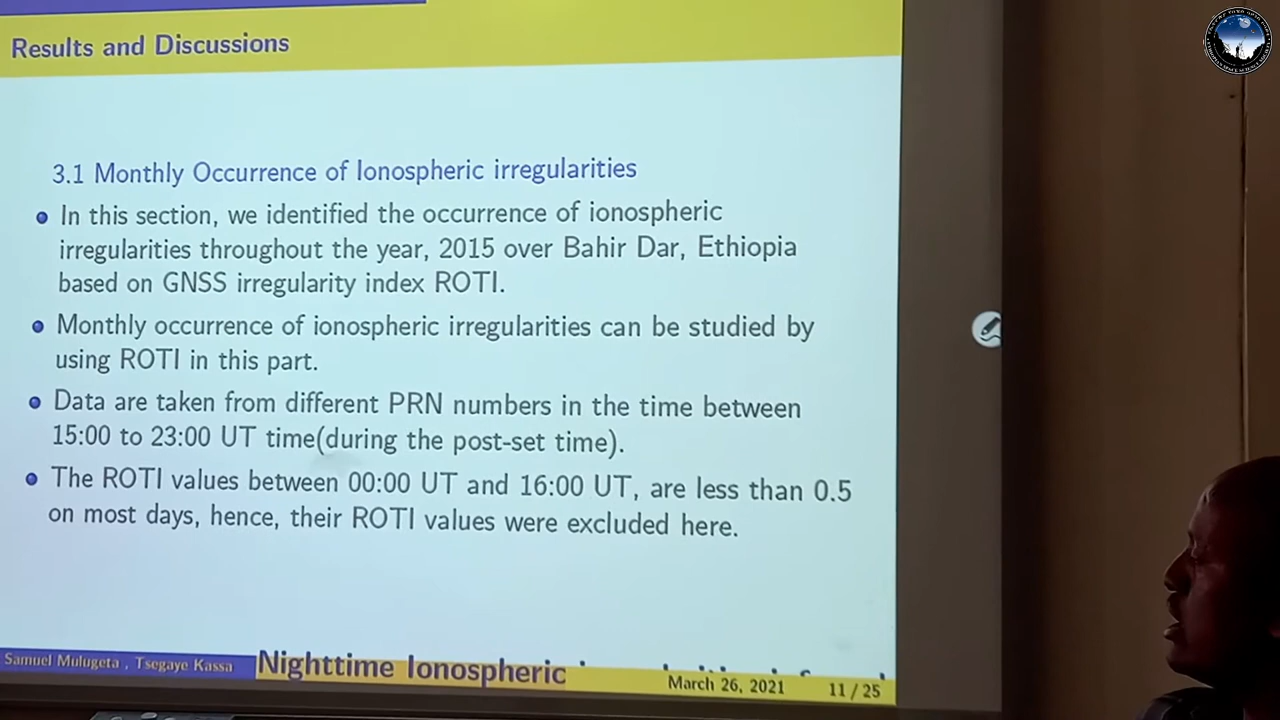 Results and Discussions
3.1 Monthly Occurrence of Ionospheric irregularities
In this section, we identified the occurrence of ionospheric
irregularities throughout the year, 2015 over Bahir Dar, Ethiopia
based on GNSS irregularity index ROTI.
Monthly occurrence of ionospheric irregularities can be studied by
using ROTI in this part.
Data are taken from different PRN numbers in the time between
15:00 to 23:00 UT time(during the post-set time).
The ROTI values between 00:00 UT and 16:00 UT, are less than 0.5
on most days, hence, their ROTI values were excluded here.
Samuel Mulugeta , Tsegaye Kassa
Nighttime Ionospheric
March 26, 2021
11 / 25